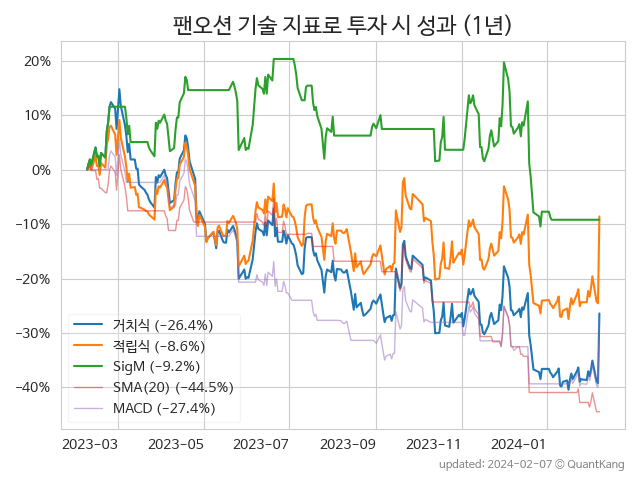 팬오션 기술 지표로 투자 시 성과 (1년)
20%
10%
0%
−10%
−20%
−30%
−40%
거치식 (−26.4%)
적립식 (−8.6%)
SigM (−9.2%)
SMA(20) (−44.5%)
MACD (−27.4%)
2023−03 2023−05 2023−07 2023−09 2023−11 2024−01
updated: 2024-02-07 © QuantKang